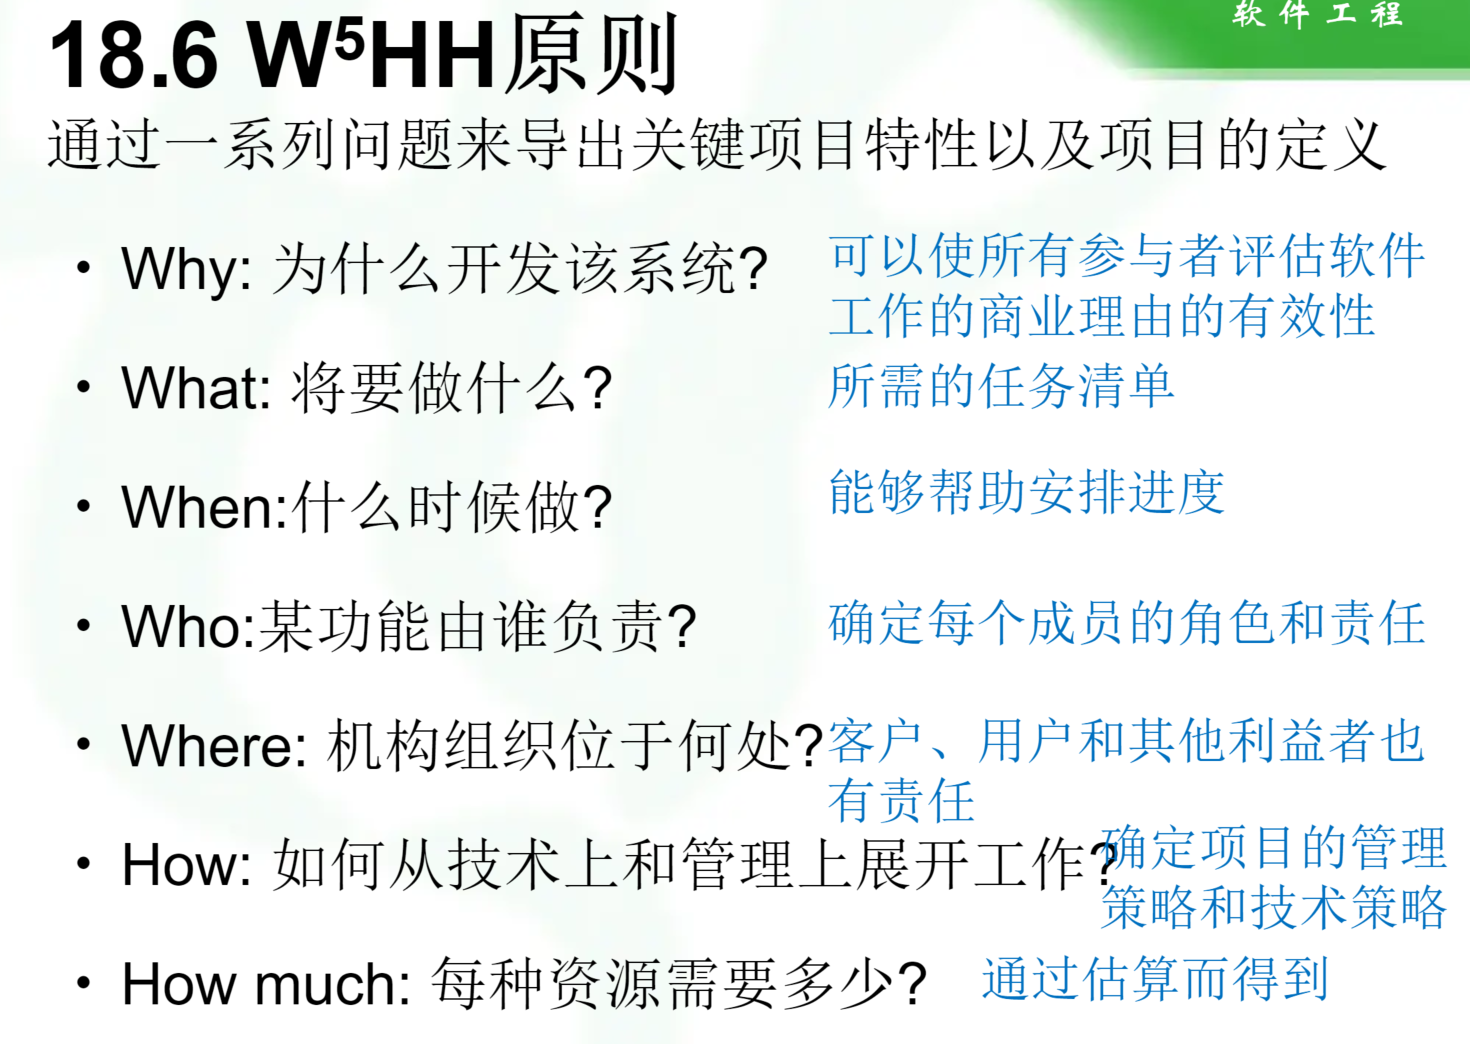 软件工程
18.6 W⁵HH原则
通过一系列问题来导出关键项目特性以及项目的定义
• Why: 为什么开发该系统?
可以使所有参与者评估软件
工作的商业理由的有效性
• What: 将要做什么?
所需的任务清单
• When:什么时候做?
能够帮助安排进度
• Who:某功能由谁负责?
确定每个成员的角色和责任
• Where: 机构组织位于何处?
客户、用户和其他利益者也
有责任
• How: 如何从技术上和管理上展开工作?
确定项目的管理
策略和技术策略
• How much: 每种资源需要多少?
通过估算而得到